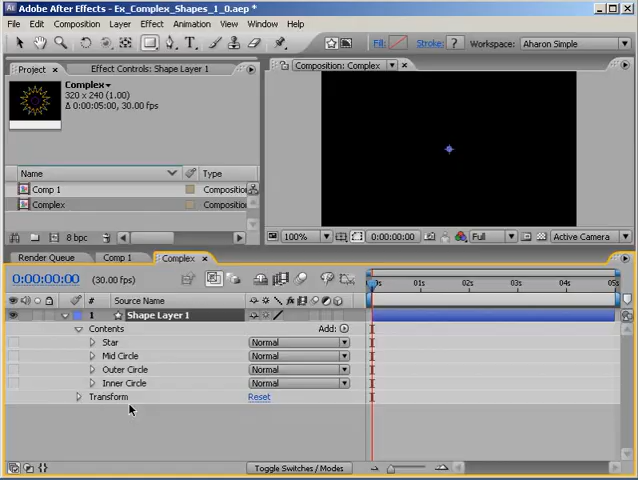 Adobe After Effects - Ex_Complex_Shapes_1_0.aep *
File Edit Composition Layer Effect Animation View Window Help
Fill: Stroke: ? Workspace: Aharon Simple
Project Effect Controls: Shape Layer 1
Composition: Complex
Complex
320 x 240 (1.00)
Δ 0:00:05:00, 30.00 fps
Name Type
Comp 1 Composition
Complex Composition
8 bpc
100% 0:00:00:00 Full Active Camera
Render Queue Comp 1 Complex
0:00:00:00 (30.00 fps)
# Source Name
01s 02s 03s 04s 05s
1 Shape Layer 1
Contents Add:
Star Normal
Mid Circle Normal
Outer Circle Normal
Inner Circle Normal
Transform Reset
Toggle Switches / Modes